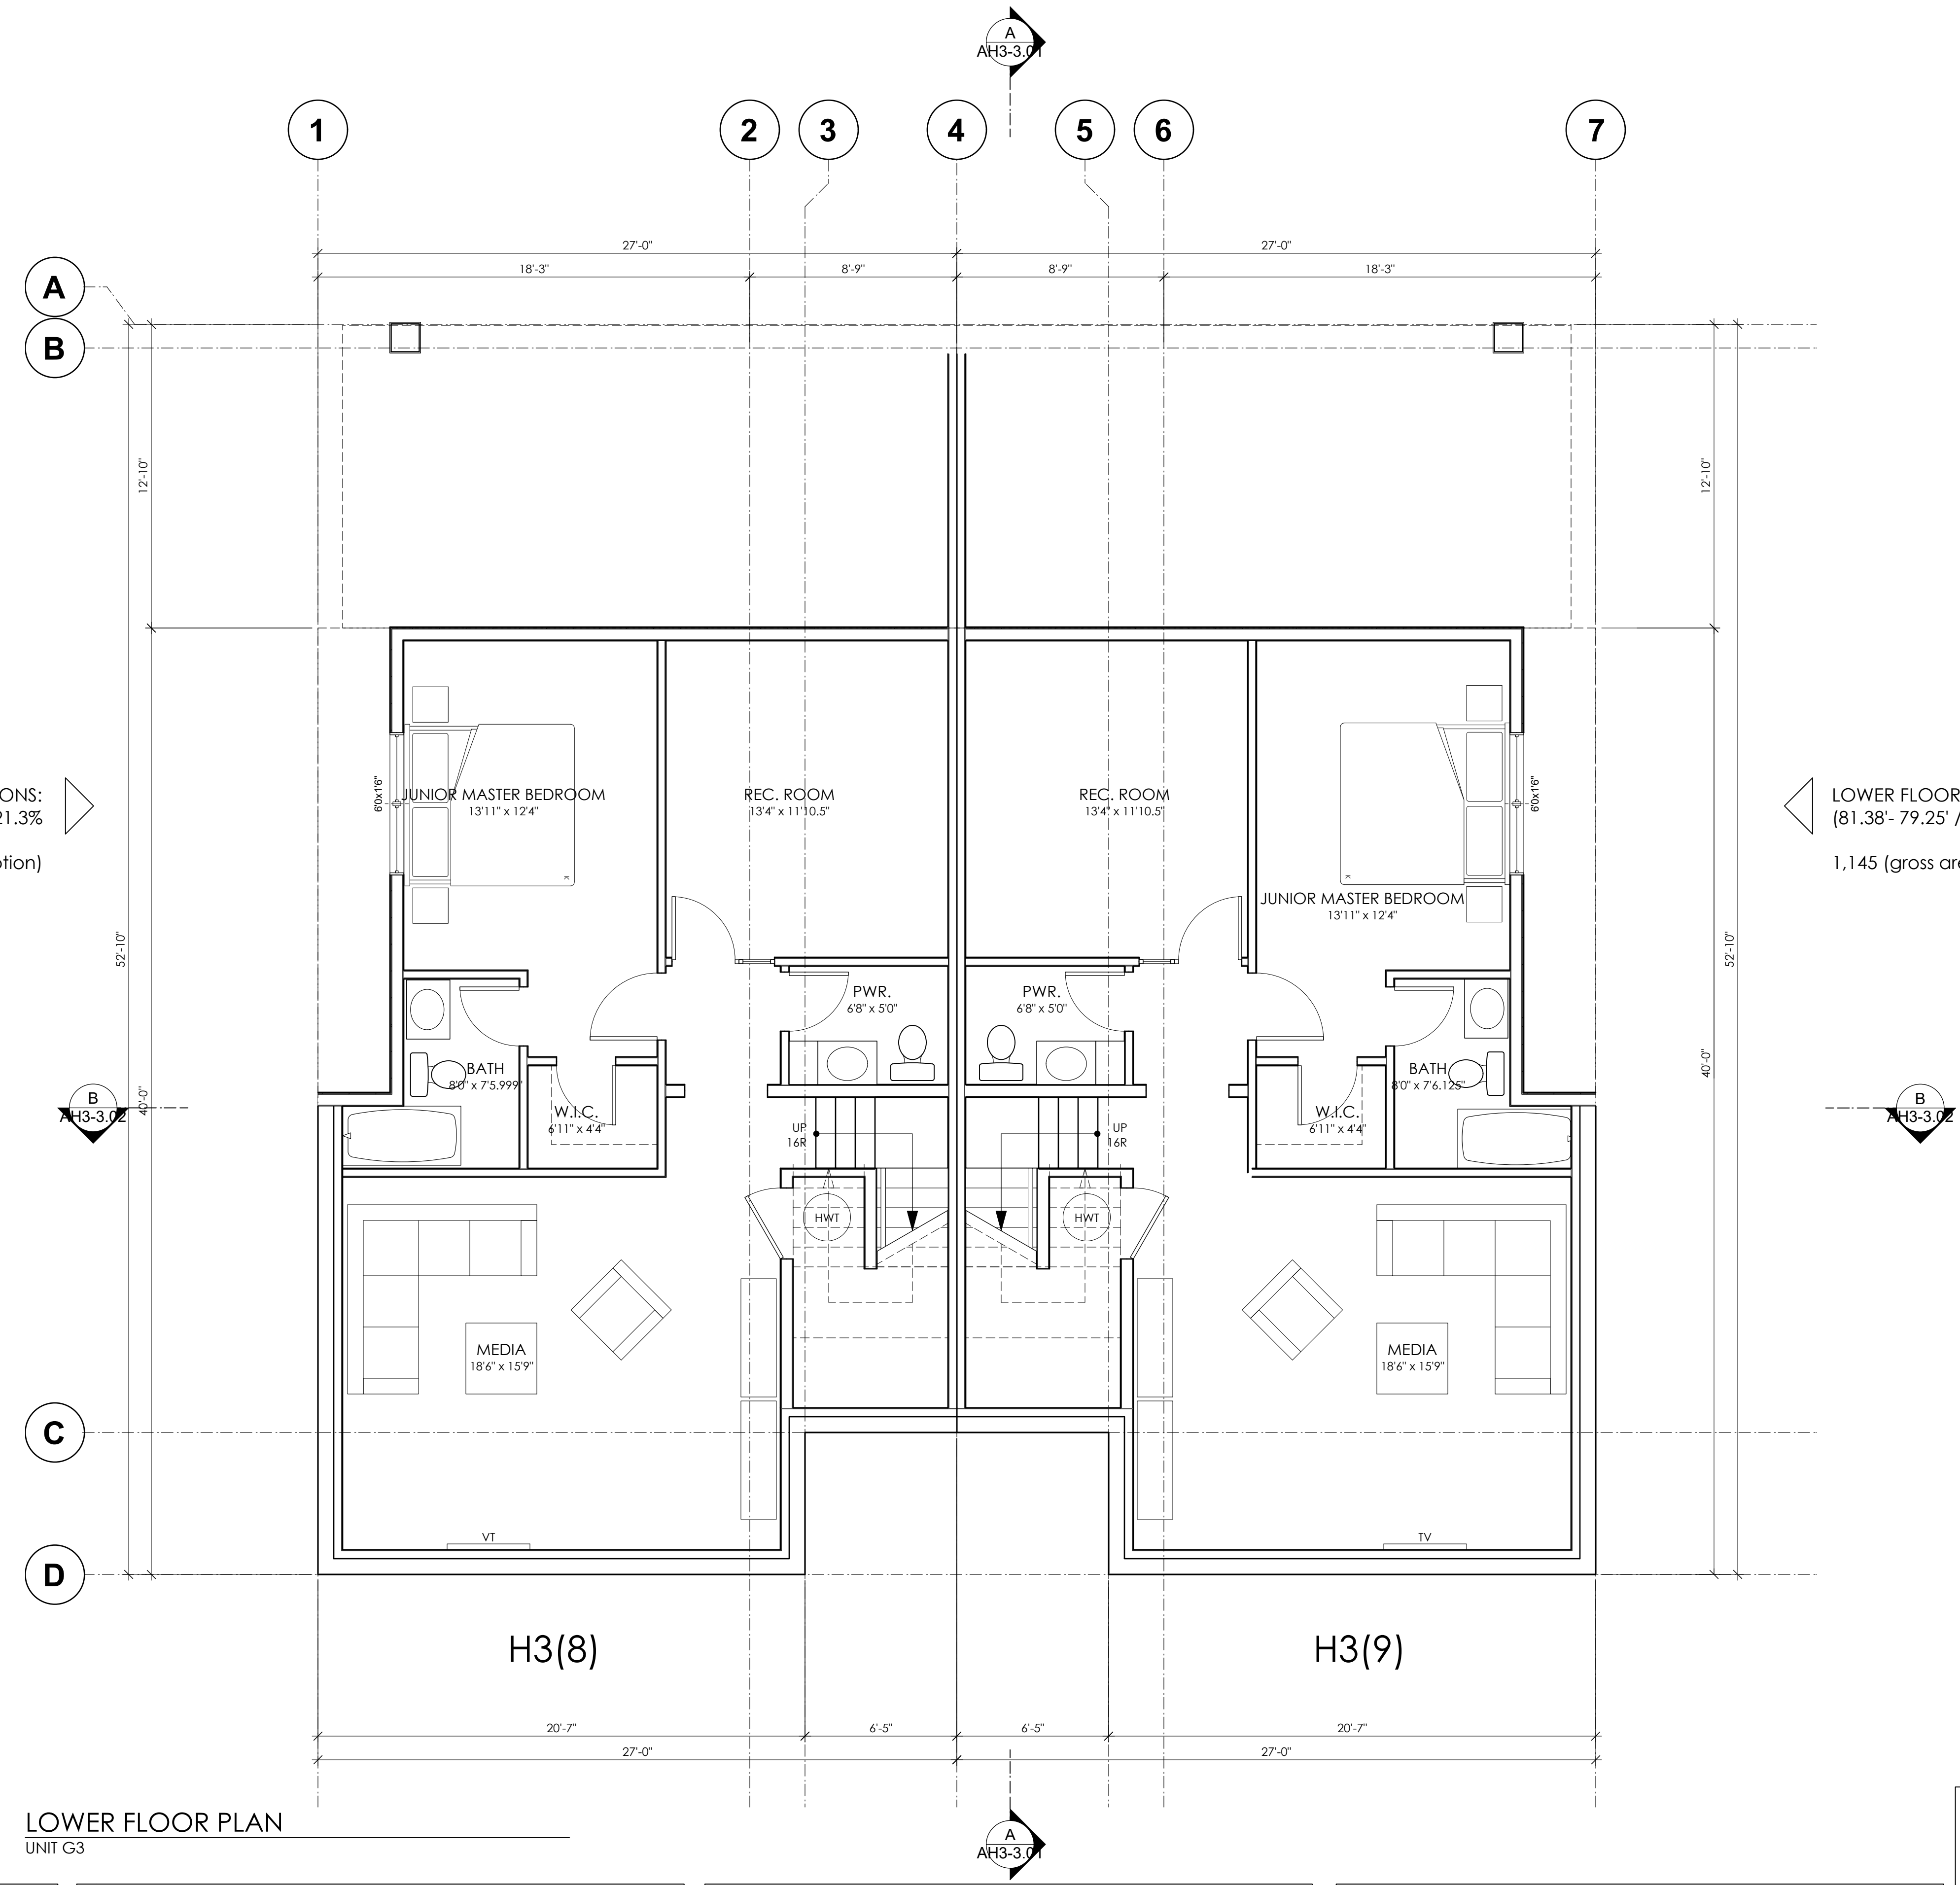 A
AH3-3.01
1
2
3
4
5
6
7
27'-0"
27'-0"
18'-3"
8'-9"
8'-9"
18'-3"
A
B
12'-10"
12'-10"
ONS:
21.3%
otion)
6'0x1'6"
JUNIOR MASTER BEDROOM
13'11" x 12'4"
REC. ROOM
13'4" x 11'10.5"
REC. ROOM
13'4" x 11'10.5"
6'0x1'6"
LOWER FLOOR
(81.38'- 79.25' /
1,145 (gross are
JUNIOR MASTER BEDROOM
13'11" x 12'4"
K
K
52'-10"
52'-10"
PWR.
6'8" x 5'0"
PWR.
6'8" x 5'0"
BATH
8'0" x 7'5.999"
BATH
8'0" x 7'6.125"
40'-0"
40'-0"
B
AH3-3.02
B
AH3-3.02
W.I.C.
6'11" x 4'4"
W.I.C.
6'11" x 4'4"
UP
16R
UP
16R
HWT
HWT
MEDIA
18'6" x 15'9"
MEDIA
18'6" x 15'9"
C
VT
TV
D
H3(8)
H3(9)
20'-7"
6'-5"
6'-5"
20'-7"
27'-0"
27'-0"
LOWER FLOOR PLAN
UNIT G3
A
AH3-3.01